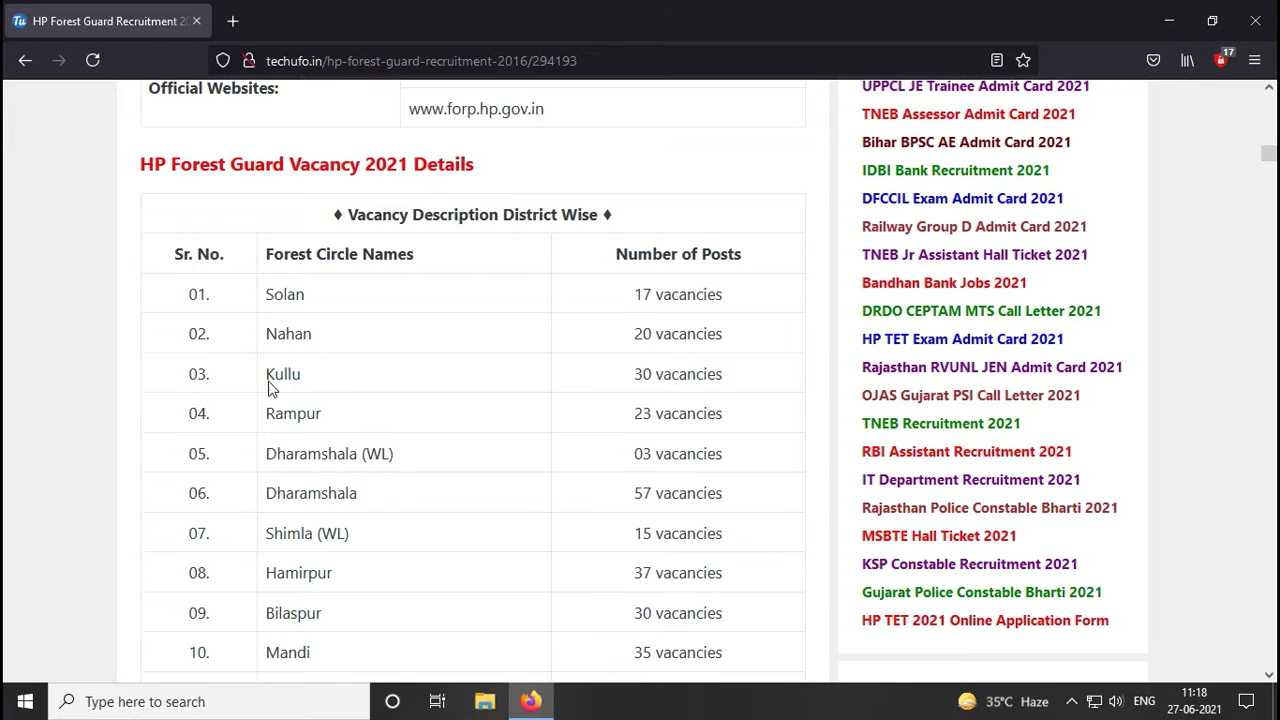 HP Forest Guard Recruitment 20
techufo.in/hp-forest-guard-recruitment-2016/294193
17
Official Websites:
www.forp.hp.gov.in
HP Forest Guard Vacancy 2021 Details
♦ Vacancy Description District Wise ♦
Sr. No. Forest Circle Names Number of Posts
01. Solan 17 vacancies
02. Nahan 20 vacancies
03. Kullu 30 vacancies
04. Rampur 23 vacancies
05. Dharamshala (WL) 03 vacancies
06. Dharamshala 57 vacancies
07. Shimla (WL) 15 vacancies
08. Hamirpur 37 vacancies
09. Bilaspur 30 vacancies
10. Mandi 35 vacancies
UPPCL JE Trainee Admit Card 2021
TNEB Assessor Admit Card 2021
Bihar BPSC AE Admit Card 2021
IDBI Bank Recruitment 2021
DFCCIL Exam Admit Card 2021
Railway Group D Admit Card 2021
TNEB Jr Assistant Hall Ticket 2021
Bandhan Bank Jobs 2021
DRDO CEPTAM MTS Call Letter 2021
HP TET Exam Admit Card 2021
Rajasthan RVUNL JEN Admit Card 2021
OJAS Gujarat PSI Call Letter 2021
TNEB Recruitment 2021
RBI Assistant Recruitment 2021
IT Department Recruitment 2021
Rajasthan Police Constable Bharti 2021
MSBTE Hall Ticket 2021
KSP Constable Recruitment 2021
Gujarat Police Constable Bharti 2021
HP TET 2021 Online Application Form
Type here to search
35°C Haze
ENG
11:18
27-06-2021